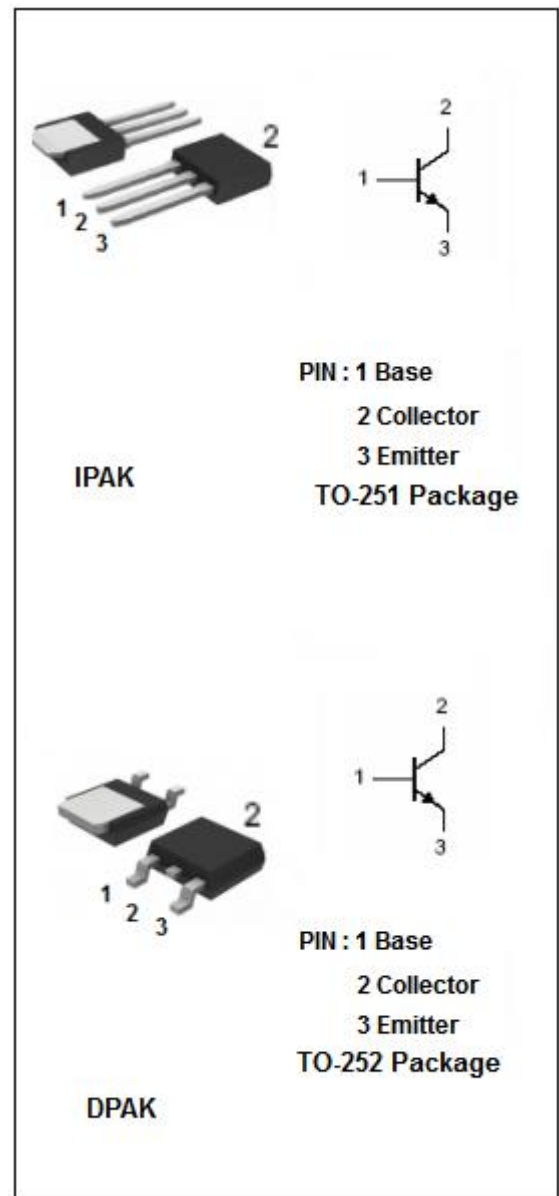 2
1
2
3
2
1
3
PIN : 1 Base
2 Collector
3 Emitter
IPAK
TO-251 Package
2
1
3
2
1
2
3
PIN : 1 Base
2 Collector
3 Emitter
TO-252 Package
DPAK